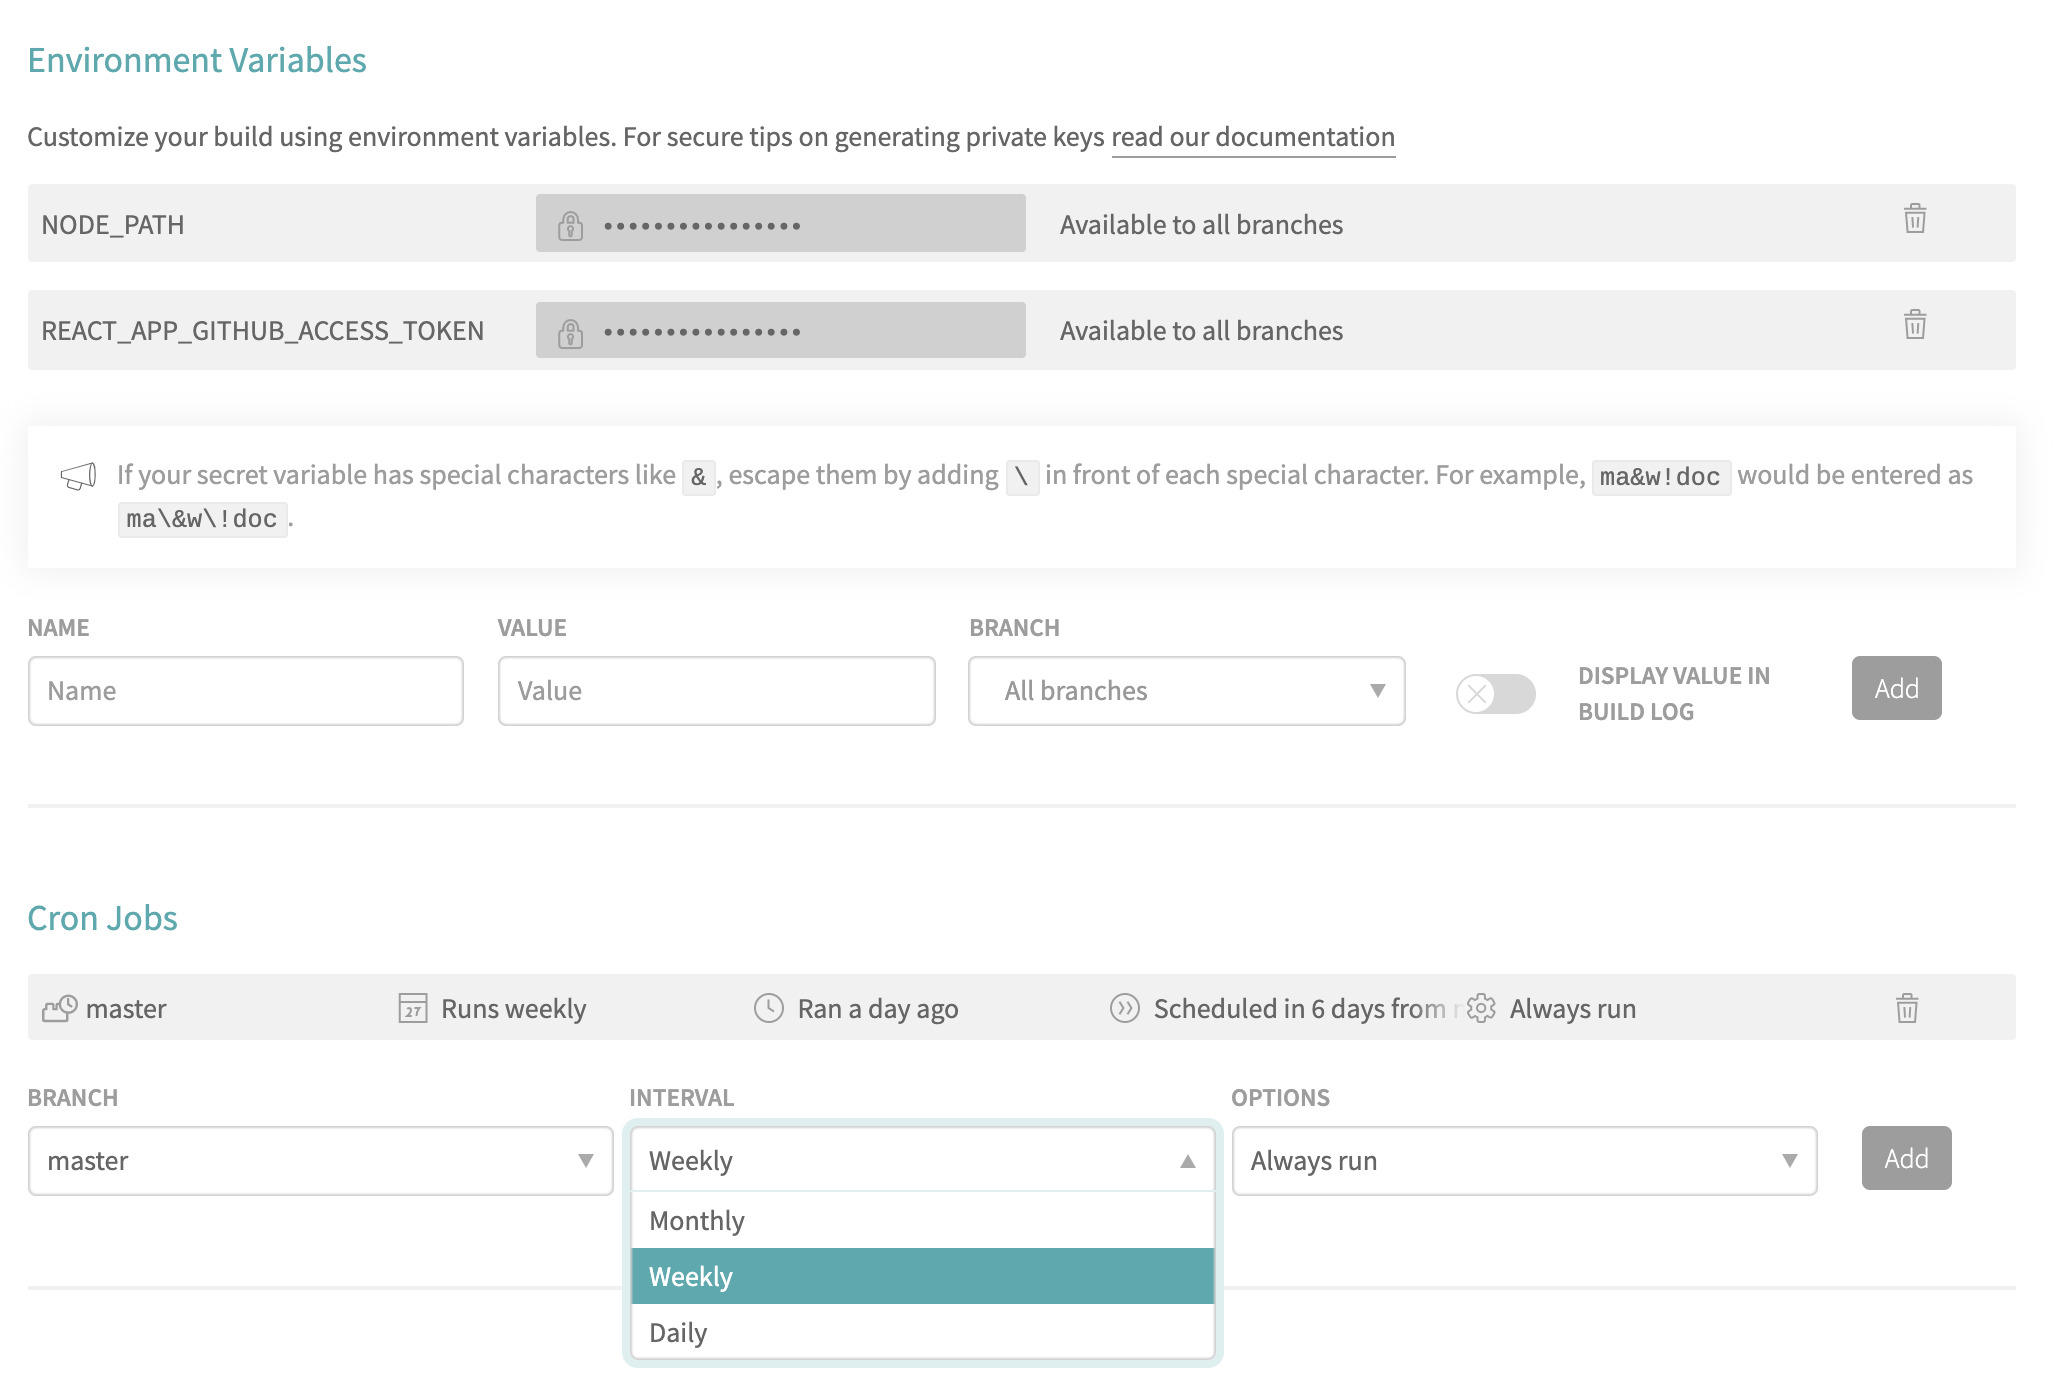 Environment Variables
Customize your build using environment variables. For secure tips on generating private keys read our documentation
NODE_PATH •••••••••••••••• Available to all branches
REACT_APP_GITHUB_ACCESS_TOKEN •••••••••••••••• Available to all branches
If your secret variable has special characters like &, escape them by adding \ in front of each special character. For example, ma&w!doc would be entered as
ma\&w\!doc.
NAME VALUE BRANCH
DISPLAY VALUE IN
Name Value All branches Add
BUILD LOG
Cron Jobs
master 27 Runs weekly Ran a day ago Scheduled in 6 days from Always run
BRANCH INTERVAL OPTIONS
master Weekly Always run Add
Monthly
Weekly
Daily